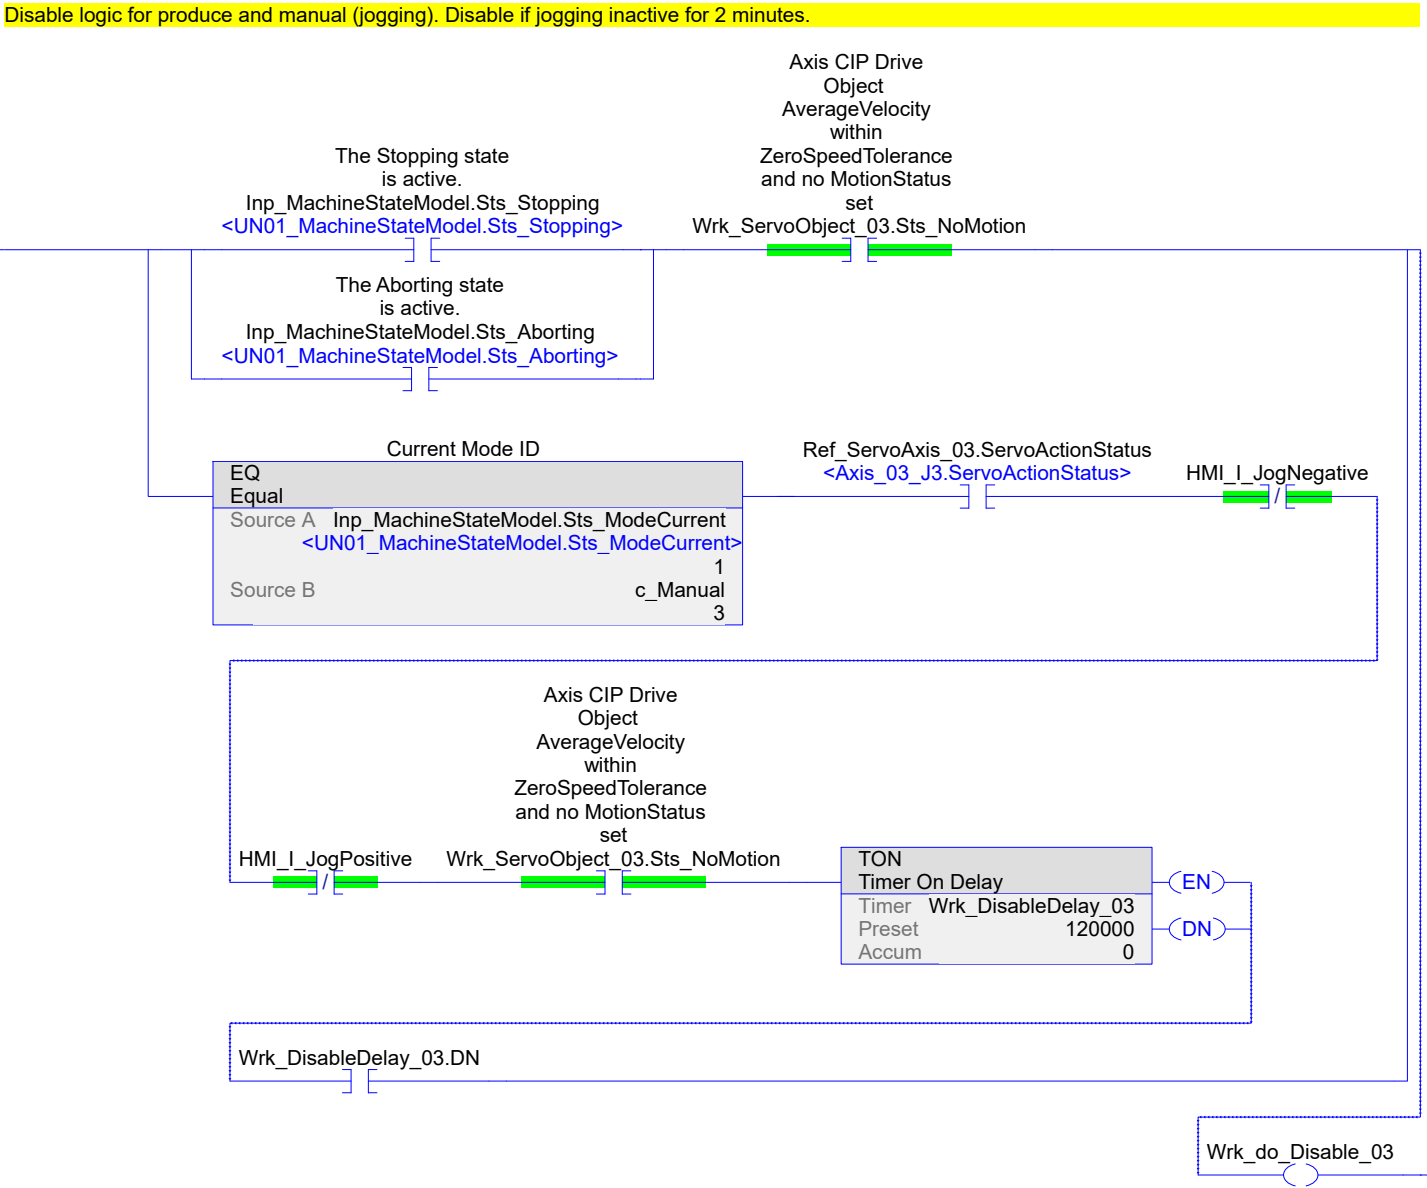 Disable logic for produce and manual (jogging). Disable if jogging inactive for 2 minutes.
The Stopping state
is active.
Inp_MachineStateModel.Sts_Stopping
<UN01_MachineStateModel.Sts_Stopping>
Axis CIP Drive
Object
AverageVelocity
within
ZeroSpeedTolerance
and no MotionStatus
set
Wrk_ServoObject_03.Sts_NoMotion
The Aborting state
is active.
Inp_MachineStateModel.Sts_Aborting
<UN01_MachineStateModel.Sts_Aborting>
Current Mode ID
EQ
Equal
Source A Inp_MachineStateModel.Sts_ModeCurrent
<UN01_MachineStateModel.Sts_ModeCurrent>
1
Source B c_Manual
3
Ref_ServoAxis_03.ServoActionStatus
<Axis_03_J3.ServoActionStatus>
HMI_I_JogNegative
/
HMI_I_JogPositive
/
Axis CIP Drive
Object
AverageVelocity
within
ZeroSpeedTolerance
and no MotionStatus
set
Wrk_ServoObject_03.Sts_NoMotion
TON
Timer On Delay
Timer Wrk_DisableDelay_03
Preset 120000
Accum 0
EN
DN
Wrk_DisableDelay_03.DN
Wrk_do_Disable_03